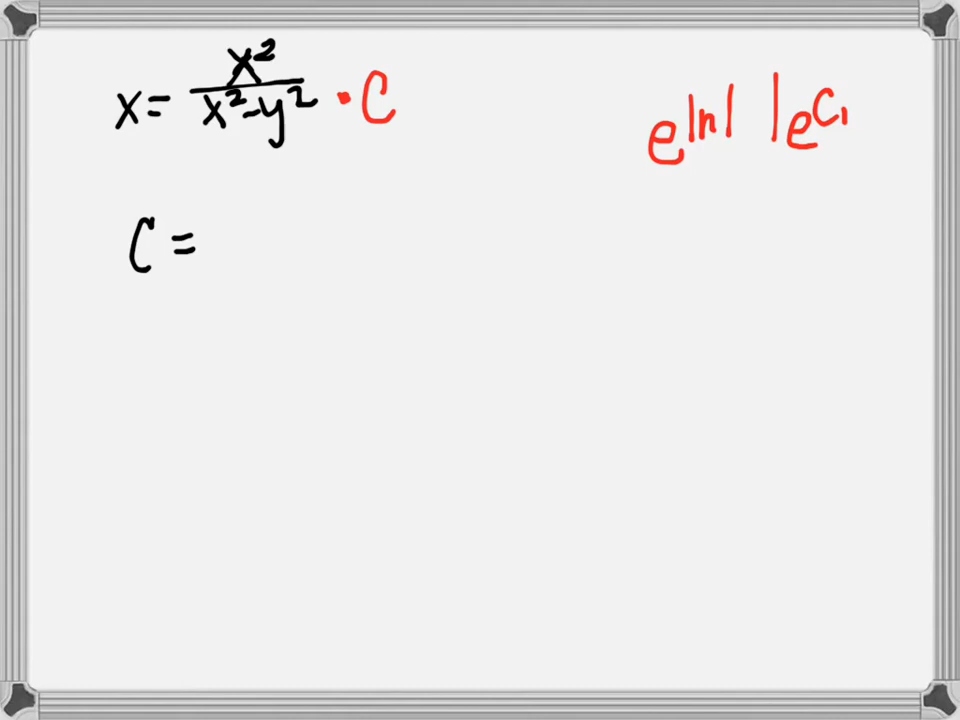 x = x²/(x²-y²) · C
e^ln| |e^C₁
C =